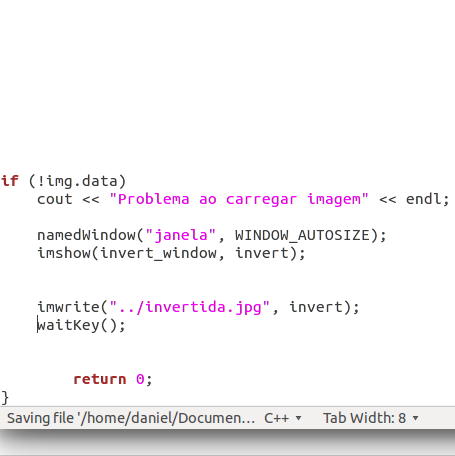 if (!img.data)
cout << "Problema ao carregar imagem" << endl;
namedWindow("janela", WINDOW_AUTOSIZE);
imshow(invert_window, invert);
imwrite("../invertida.jpg", invert);
waitKey();
return 0;
}
Saving file '/home/daniel/Documen... C++ Tab Width: 8